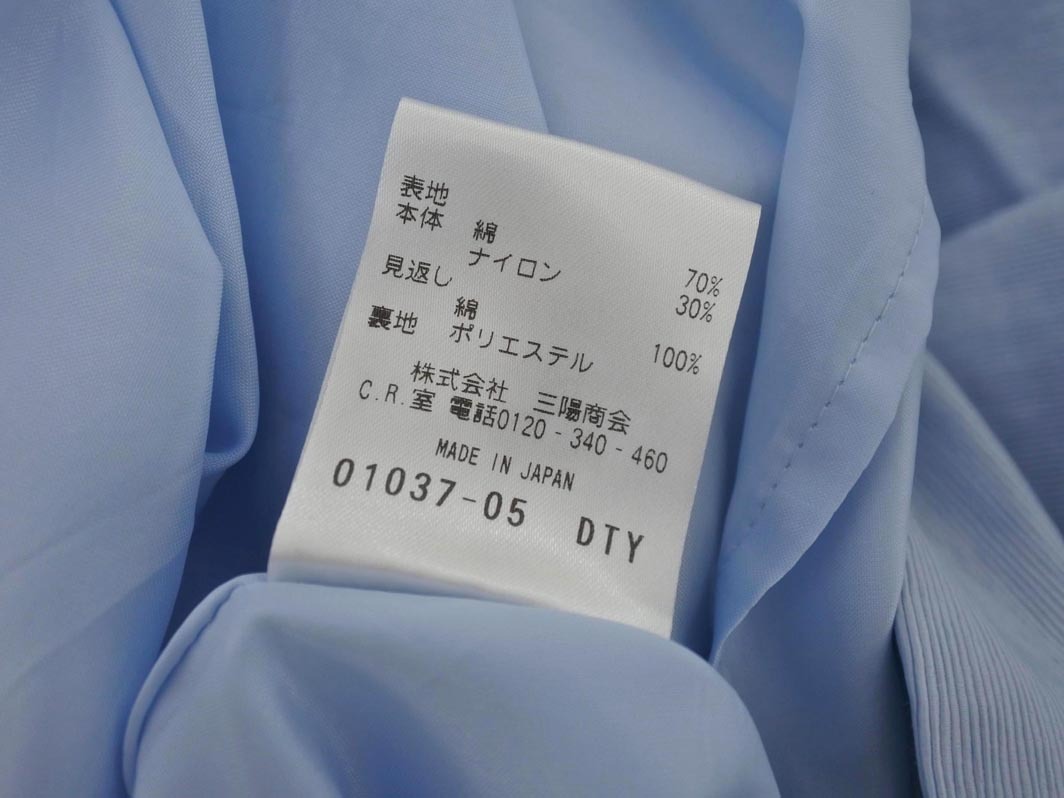 表地
本体 綿 70%
ナイロン 30%
見返し
綿 100%
裏地 ポリエステル
株式会社 三陽商会
C.R.室 電話0120-340-460
MADE IN JAPAN
01037-05 DTY